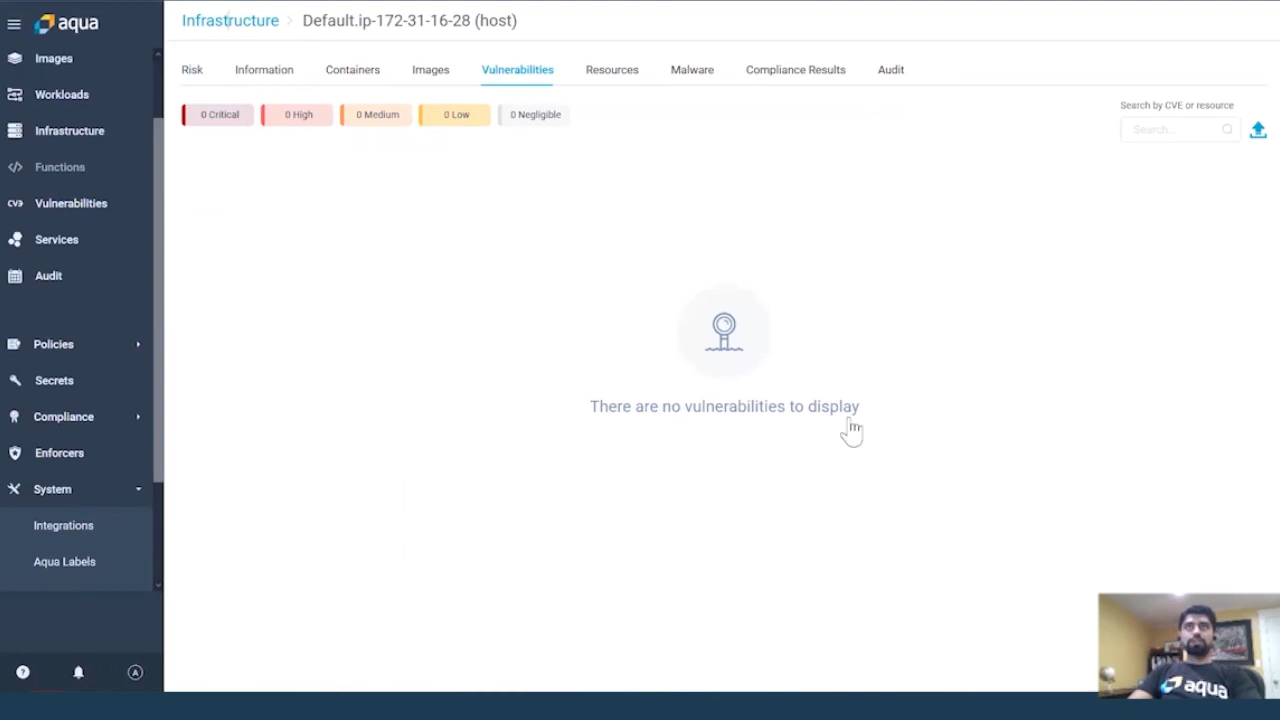 aqua
Infrastructure > Default.ip-172-31-16-28 (host)
Images
Workloads
Infrastructure
Functions
CVE Vulnerabilities
Services
Audit
Policies
Secrets
Compliance
Enforcers
System
Integrations
Aqua Labels
? A
Risk Information Containers Images Vulnerabilities Resources Malware Compliance Results Audit
0 Critical 0 High 0 Medium 0 Low 0 Negligible
Search by CVE or resource
Search...
There are no vulnerabilities to display
aqua